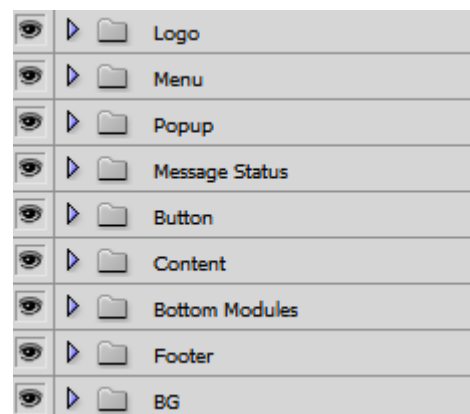 Logo
Menu
Popup
Message Status
Button
Content
Bottom Modules
Footer
BG